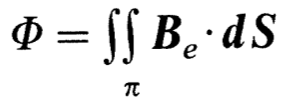 Φ = ∬ B_e · dS
π